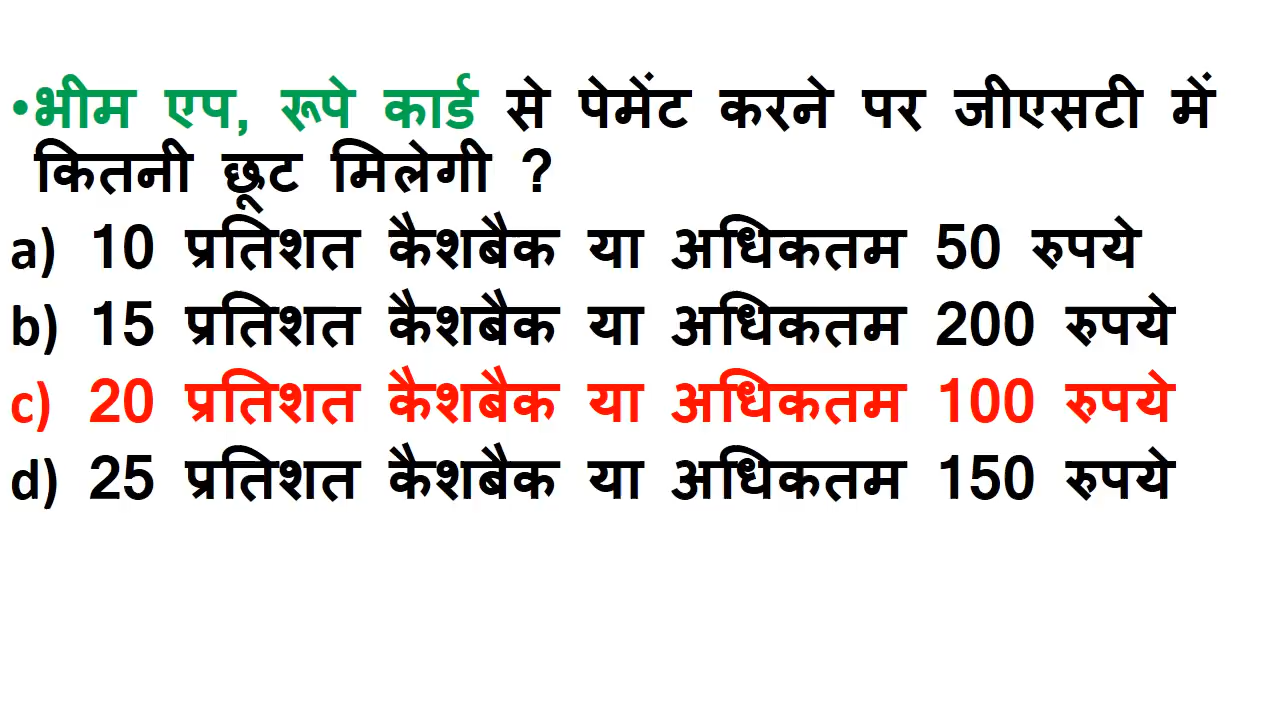 •भीम एप, रूपे कार्ड से पेमेंट करने पर जीएसटी में
कितनी छूट मिलेगी ?
a) 10 प्रतिशत कैशबैक या अधिकतम 50 रुपये
b) 15 प्रतिशत कैशबैक या अधिकतम 200 रुपये
c) 20 प्रतिशत कैशबैक या अधिकतम 100 रुपये
d) 25 प्रतिशत कैशबैक या अधिकतम 150 रुपये